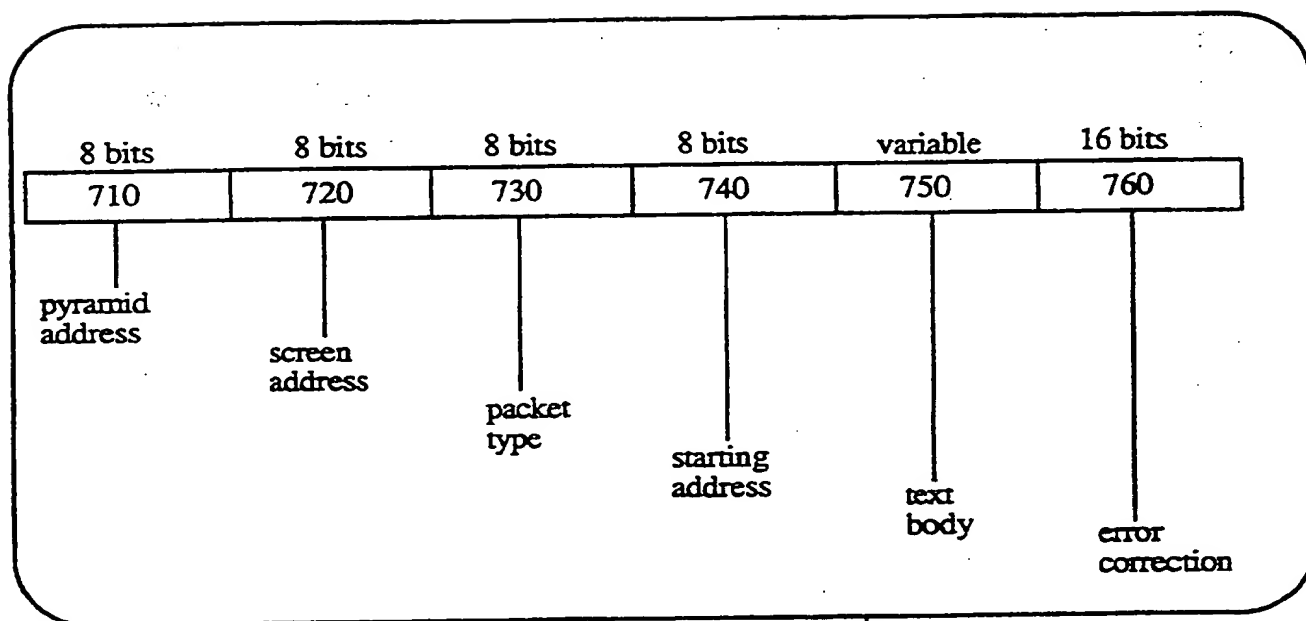 8 bits 8 bits 8 bits 8 bits variable 16 bits
710 720 730 740 750 760
pyramid
address
screen
address
packet
type
starting
address
text
body
error
correction